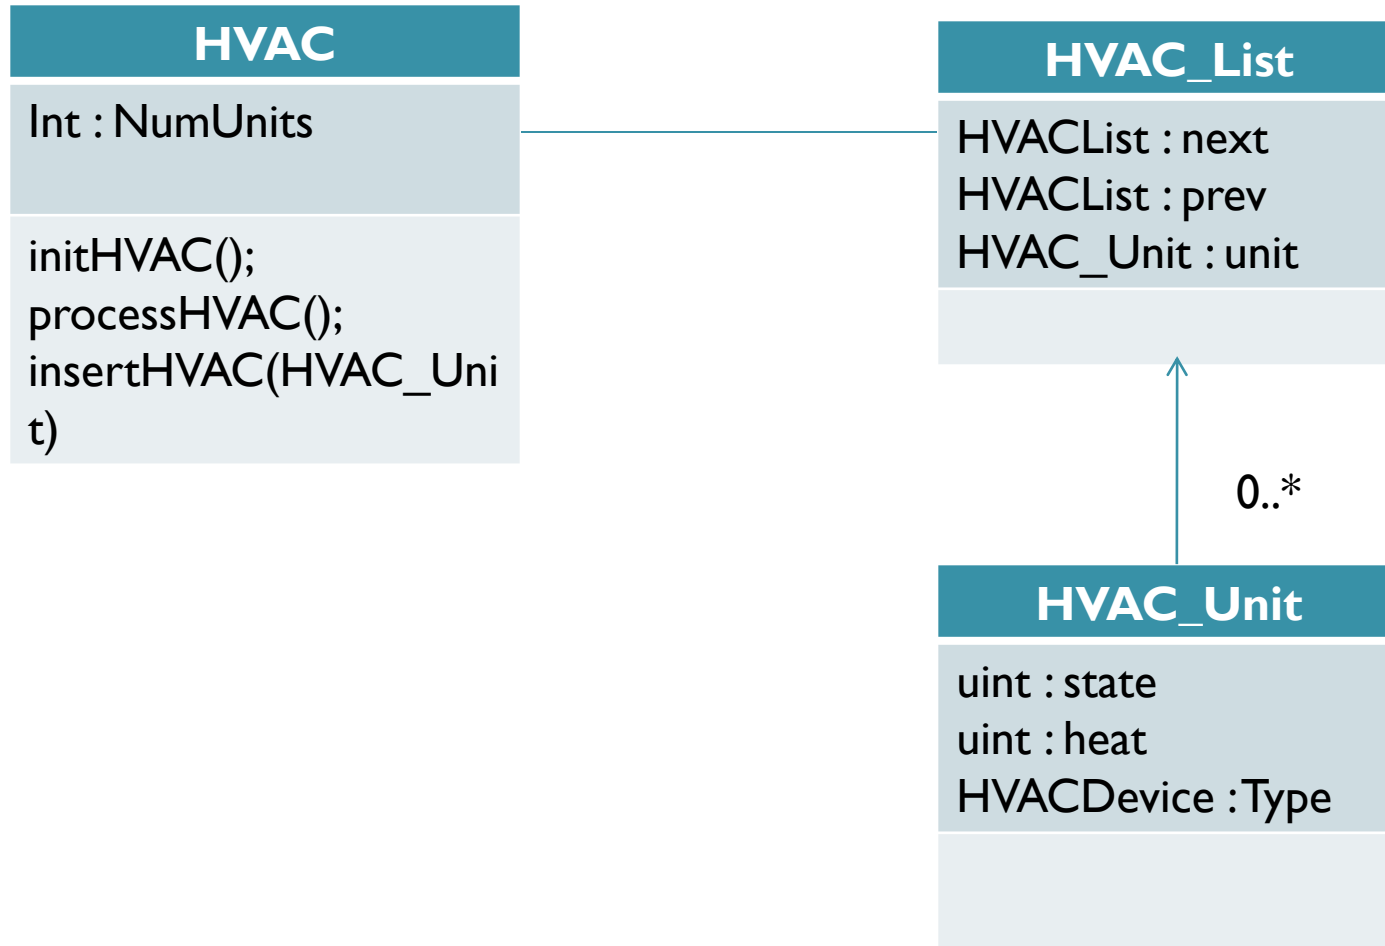 HVAC
Int : NumUnits
initHVAC();
processHVAC();
insertHVAC(HVAC_Uni
t)
HVAC_List
HVACList : next
HVACList : prev
HVAC_Unit : unit
0..*
HVAC_Unit
uint : state
uint : heat
HVACDevice : Type